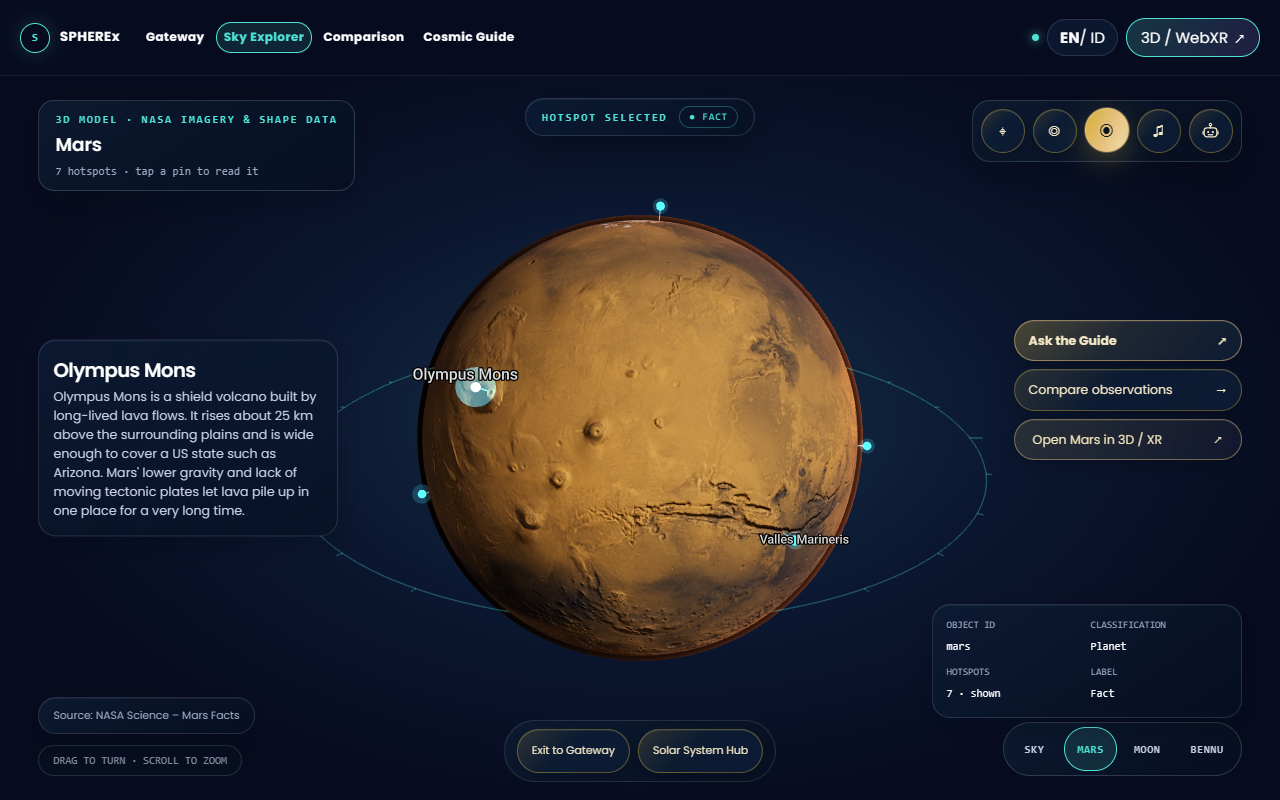 S SPHEREx Gateway Sky Explorer Comparison Cosmic Guide EN/ ID 3D / WebXR ↗
3D MODEL · NASA IMAGERY & SHAPE DATA
Mars
7 hotspots · tap a pin to read it
HOTSPOT SELECTED • FACT
Olympus Mons
Olympus Mons
Olympus Mons is a shield volcano built by
long-lived lava flows. It rises about 25 km
above the surrounding plains and is wide
enough to cover a US state such as
Arizona. Mars' lower gravity and lack of
moving tectonic plates let lava pile up in
one place for a very long time.
Valles Marineris
Ask the Guide ↗
Compare observations →
Open Mars in 3D / XR ↗
OBJECT ID CLASSIFICATION
mars Planet
HOTSPOTS LABEL
7 · shown Fact
Source: NASA Science – Mars Facts
DRAG TO TURN · SCROLL TO ZOOM
Exit to Gateway Solar System Hub
SKY MARS MOON BENNU